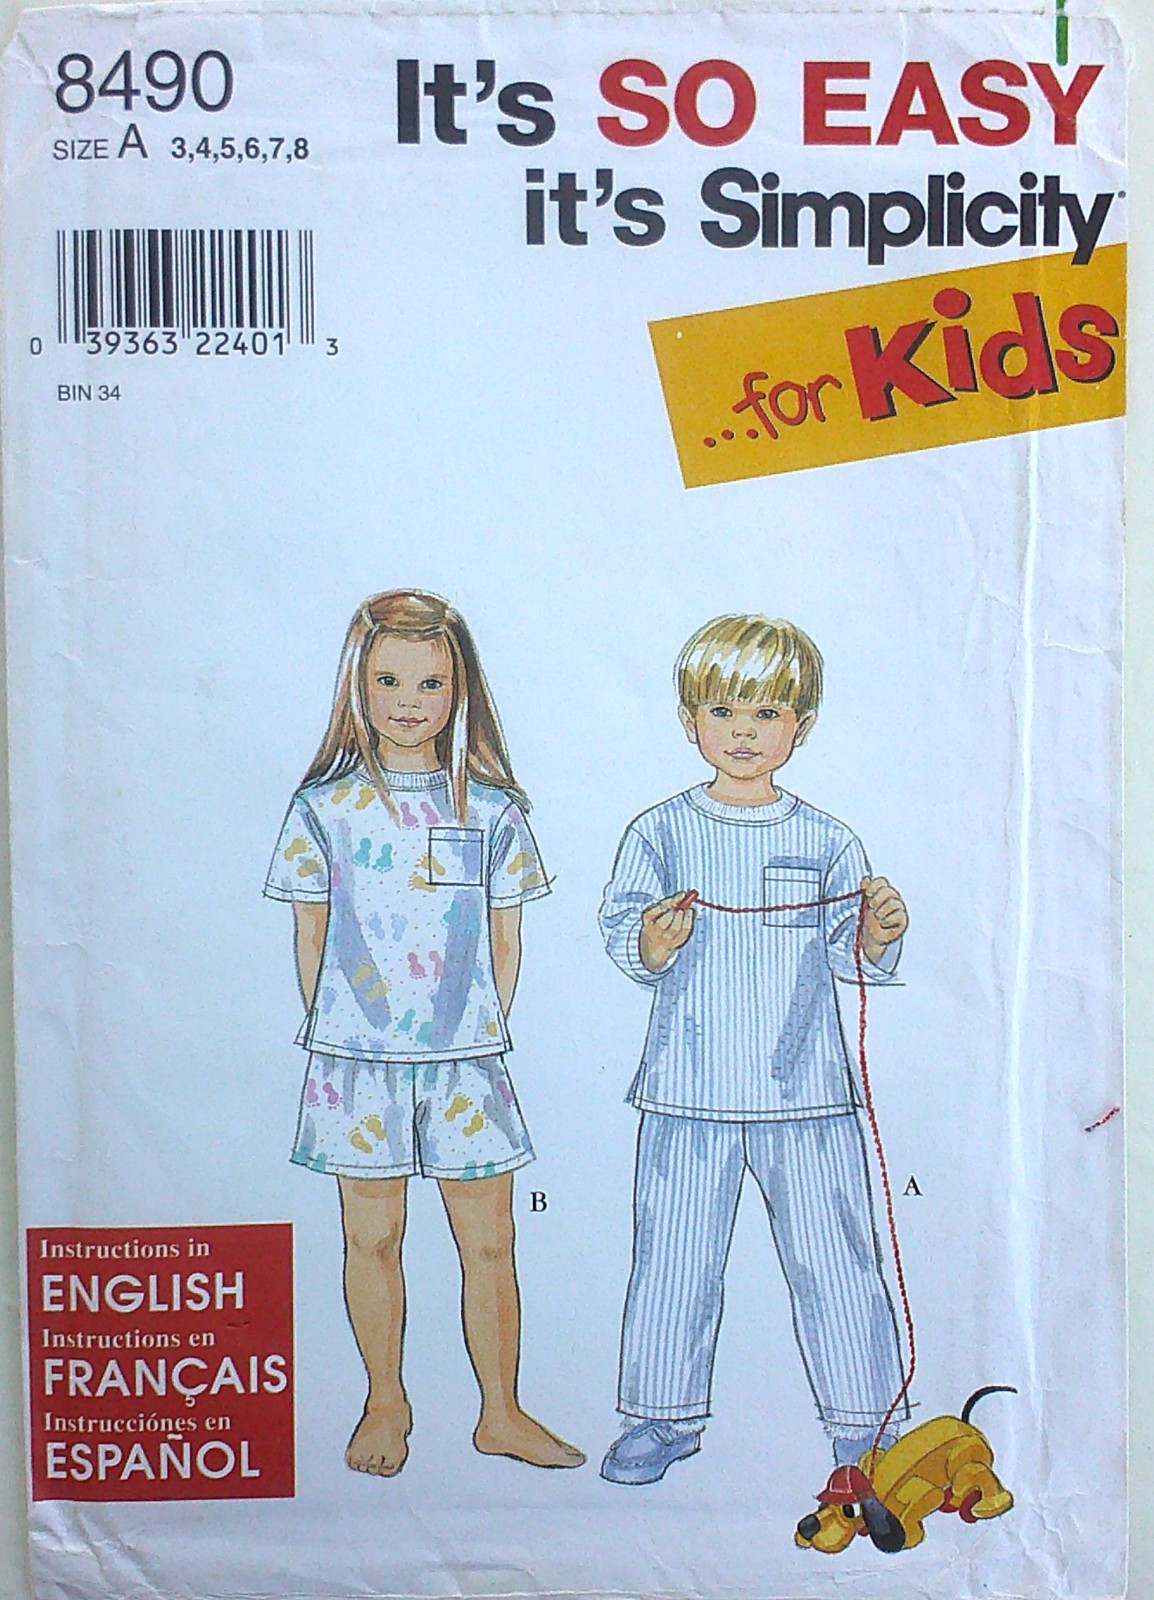 8490
SIZE A 3,4,5,6,7,8
It's SO EASY
it's Simplicity
...for Kids
0 39363 22401 3
BIN 34
B
A
Instructions in
ENGLISH
Instructions en
FRANÇAIS
Instrucciónes en
ESPAÑOL